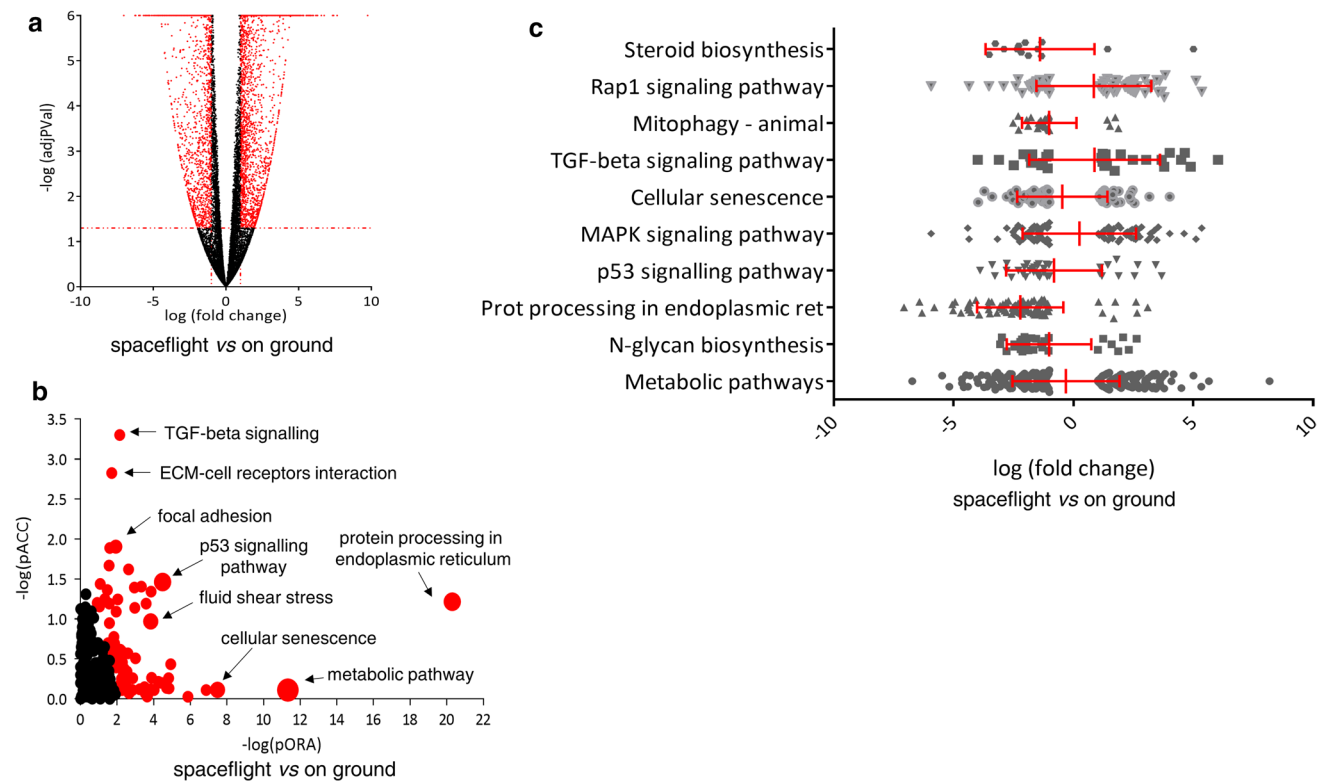 a
6
5
4
3
2
1
0
-log (adjPVal)
-10 -5 0 5 10
log (fold change)
spaceflight vs on ground
b
3.5
3.0
2.5
2.0
1.5
1.0
0.5
0.0
-log(pACC)
TGF-beta signalling
ECM-cell receptors interaction
focal adhesion
p53 signalling
pathway
protein processing in
endoplasmic reticulum
fluid shear stress
cellular senescence
metabolic pathway
0 2 4 6 8 10 12 14 16 18 20 22
-log(pORA)
spaceflight vs on ground
c
Steroid biosynthesis
Rap1 signaling pathway
Mitophagy - animal
TGF-beta signaling pathway
Cellular senescence
MAPK signaling pathway
p53 signalling pathway
Prot processing in endoplasmic ret
N-glycan biosynthesis
Metabolic pathways
-10 -5 0 5 10
log (fold change)
spaceflight vs on ground